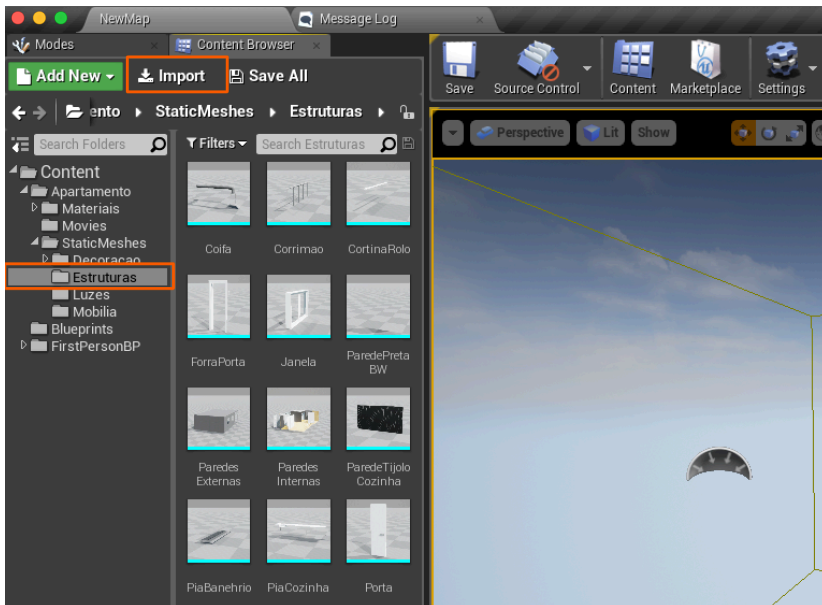 NewMap
Message Log
Modes
Content Browser
Add New
Import
Save All
Save
Source Control
Content
Marketplace
Settings
ento
StaticMeshes
Estruturas
Search Folders
Filters
Search Estruturas
Perspective
Lit
Show
Content
Apartamento
Materiais
Movies
StaticMeshes
Decoracao
Estruturas
Luzes
Mobilia
Blueprints
FirstPersonBP
Coifa
Corrimao
CortinaRolo
ForraPorta
Janela
ParedePreta
BW
Paredes
Externas
Paredes
Internas
ParedeTijolo
Cozinha
PiaBanehrio
PiaCozinha
Porta